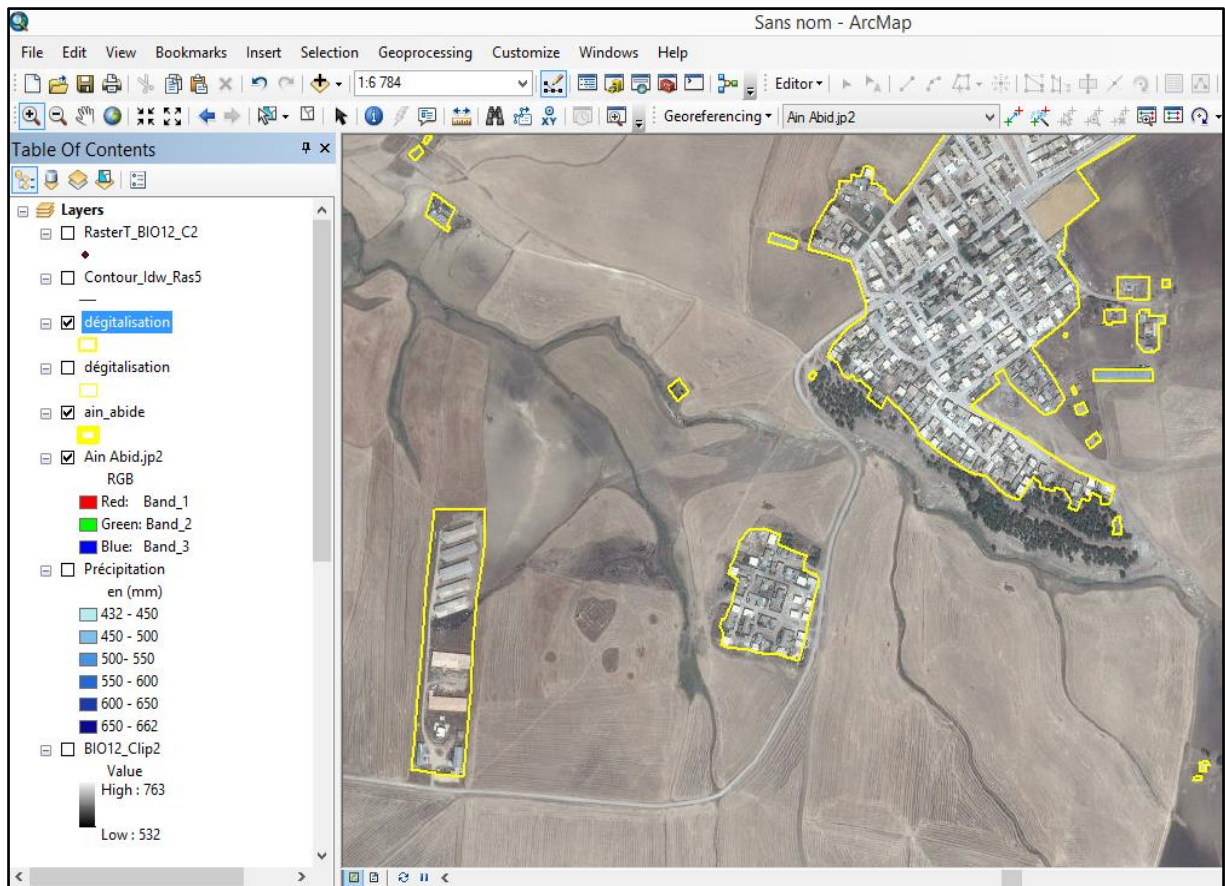 Sans nom - ArcMap
File Edit View Bookmarks Insert Selection Geoprocessing Customize Windows Help
1:6 784 Editor
Georeferencing Ain Abid.jp2
Table Of Contents
Layers
RasterT_BIO12_C2
Contour_Idw_Ras5
dégitalisation
dégitalisation
ain_abide
Ain Abid.jp2
RGB
Red: Band_1
Green: Band_2
Blue: Band_3
Précipitation
en (mm)
432 - 450
450 - 500
500- 550
550 - 600
600 - 650
650 - 662
BIO12_Clip2
Value
High : 763
Low : 532